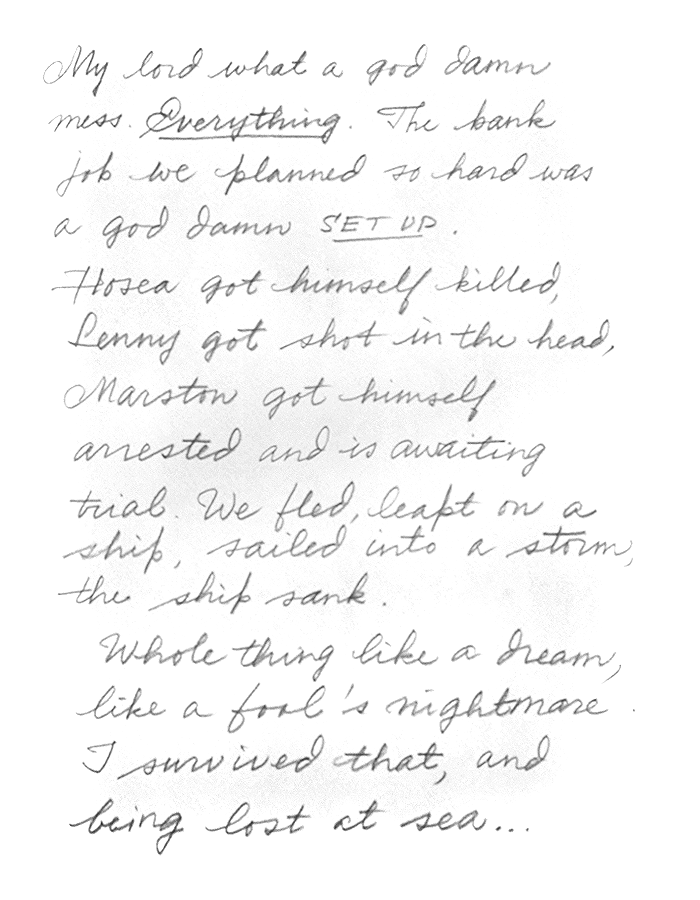 My lord what a god damn
mess. Everything. The bank
job we planned so hard was
a god damn SET UP.
Hosea got himself killed,
Lenny got shot in the head,
Marston got himself
arrested and is awaiting
trial. We fled, leapt on a
ship, sailed into a storm,
the ship sank.
Whole thing like a dream,
like a fool's nightmare.
I survived that, and
being lost at sea...